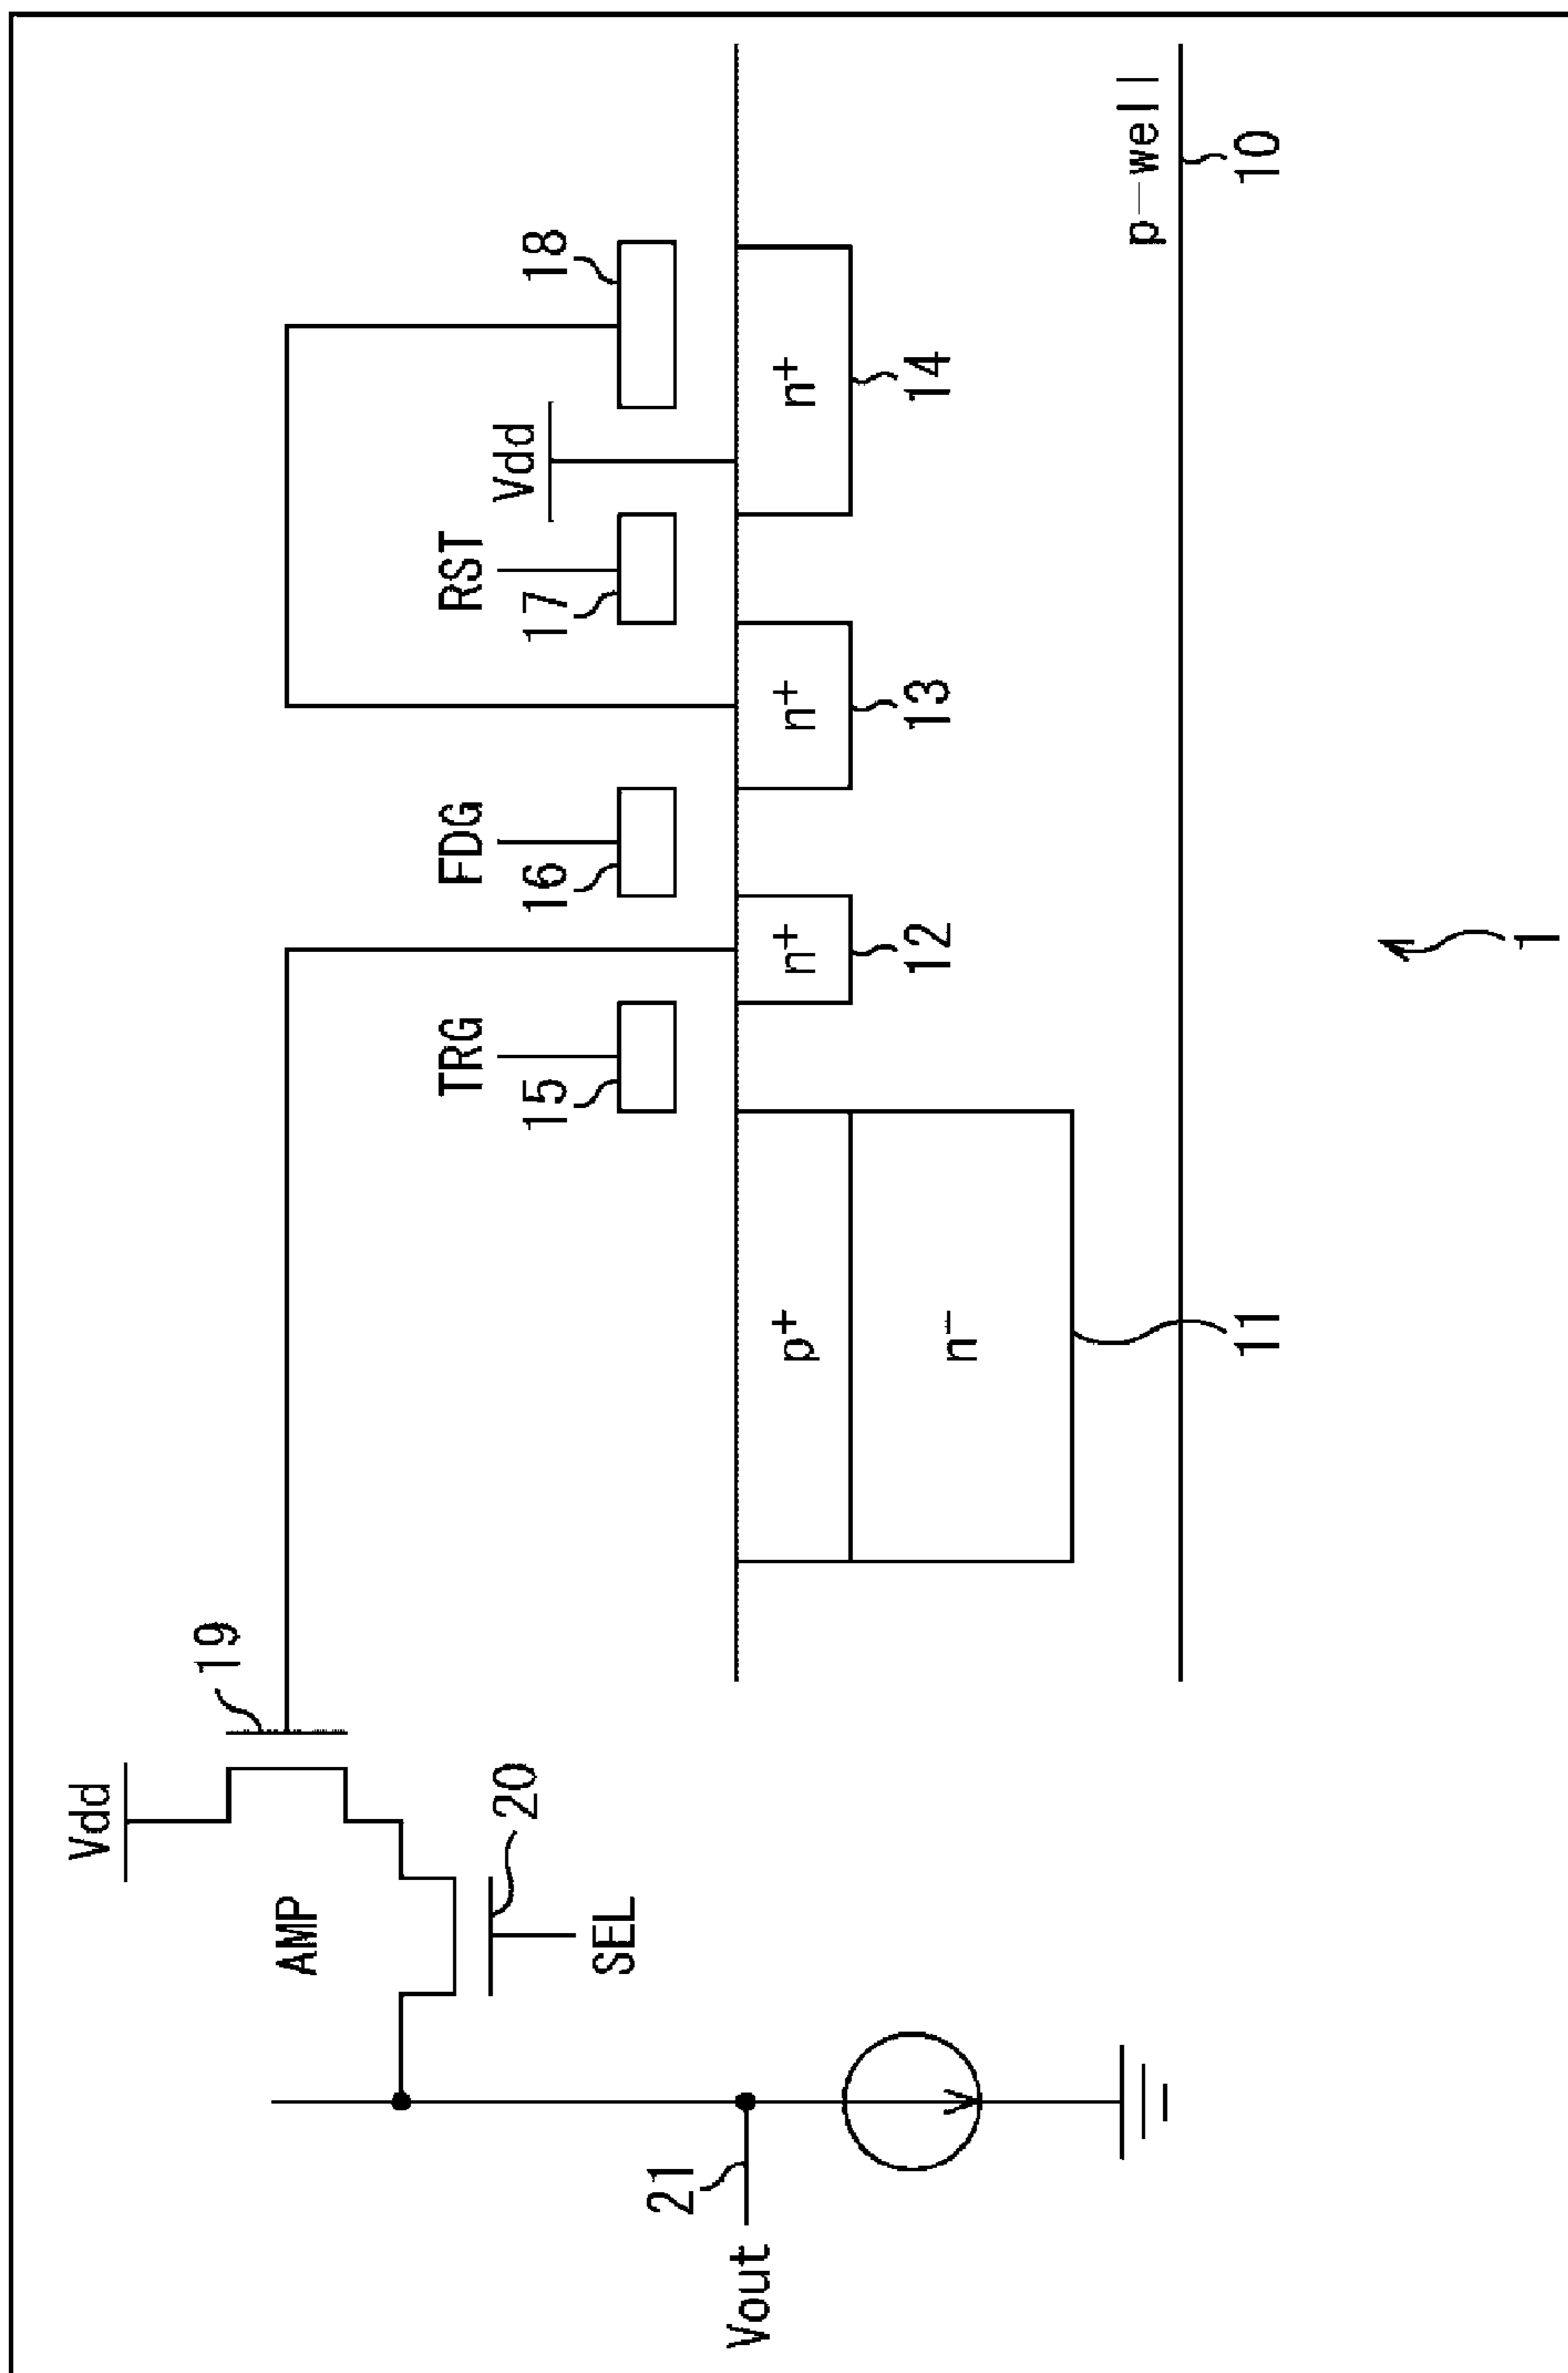 Vdd
19
AMP
20
SEL
21
Vout
TRG
15
FDG
16
RST
17
Vdd
18
p+
n−
n+
n+
n+
12
13
14
p-well
11
10
1